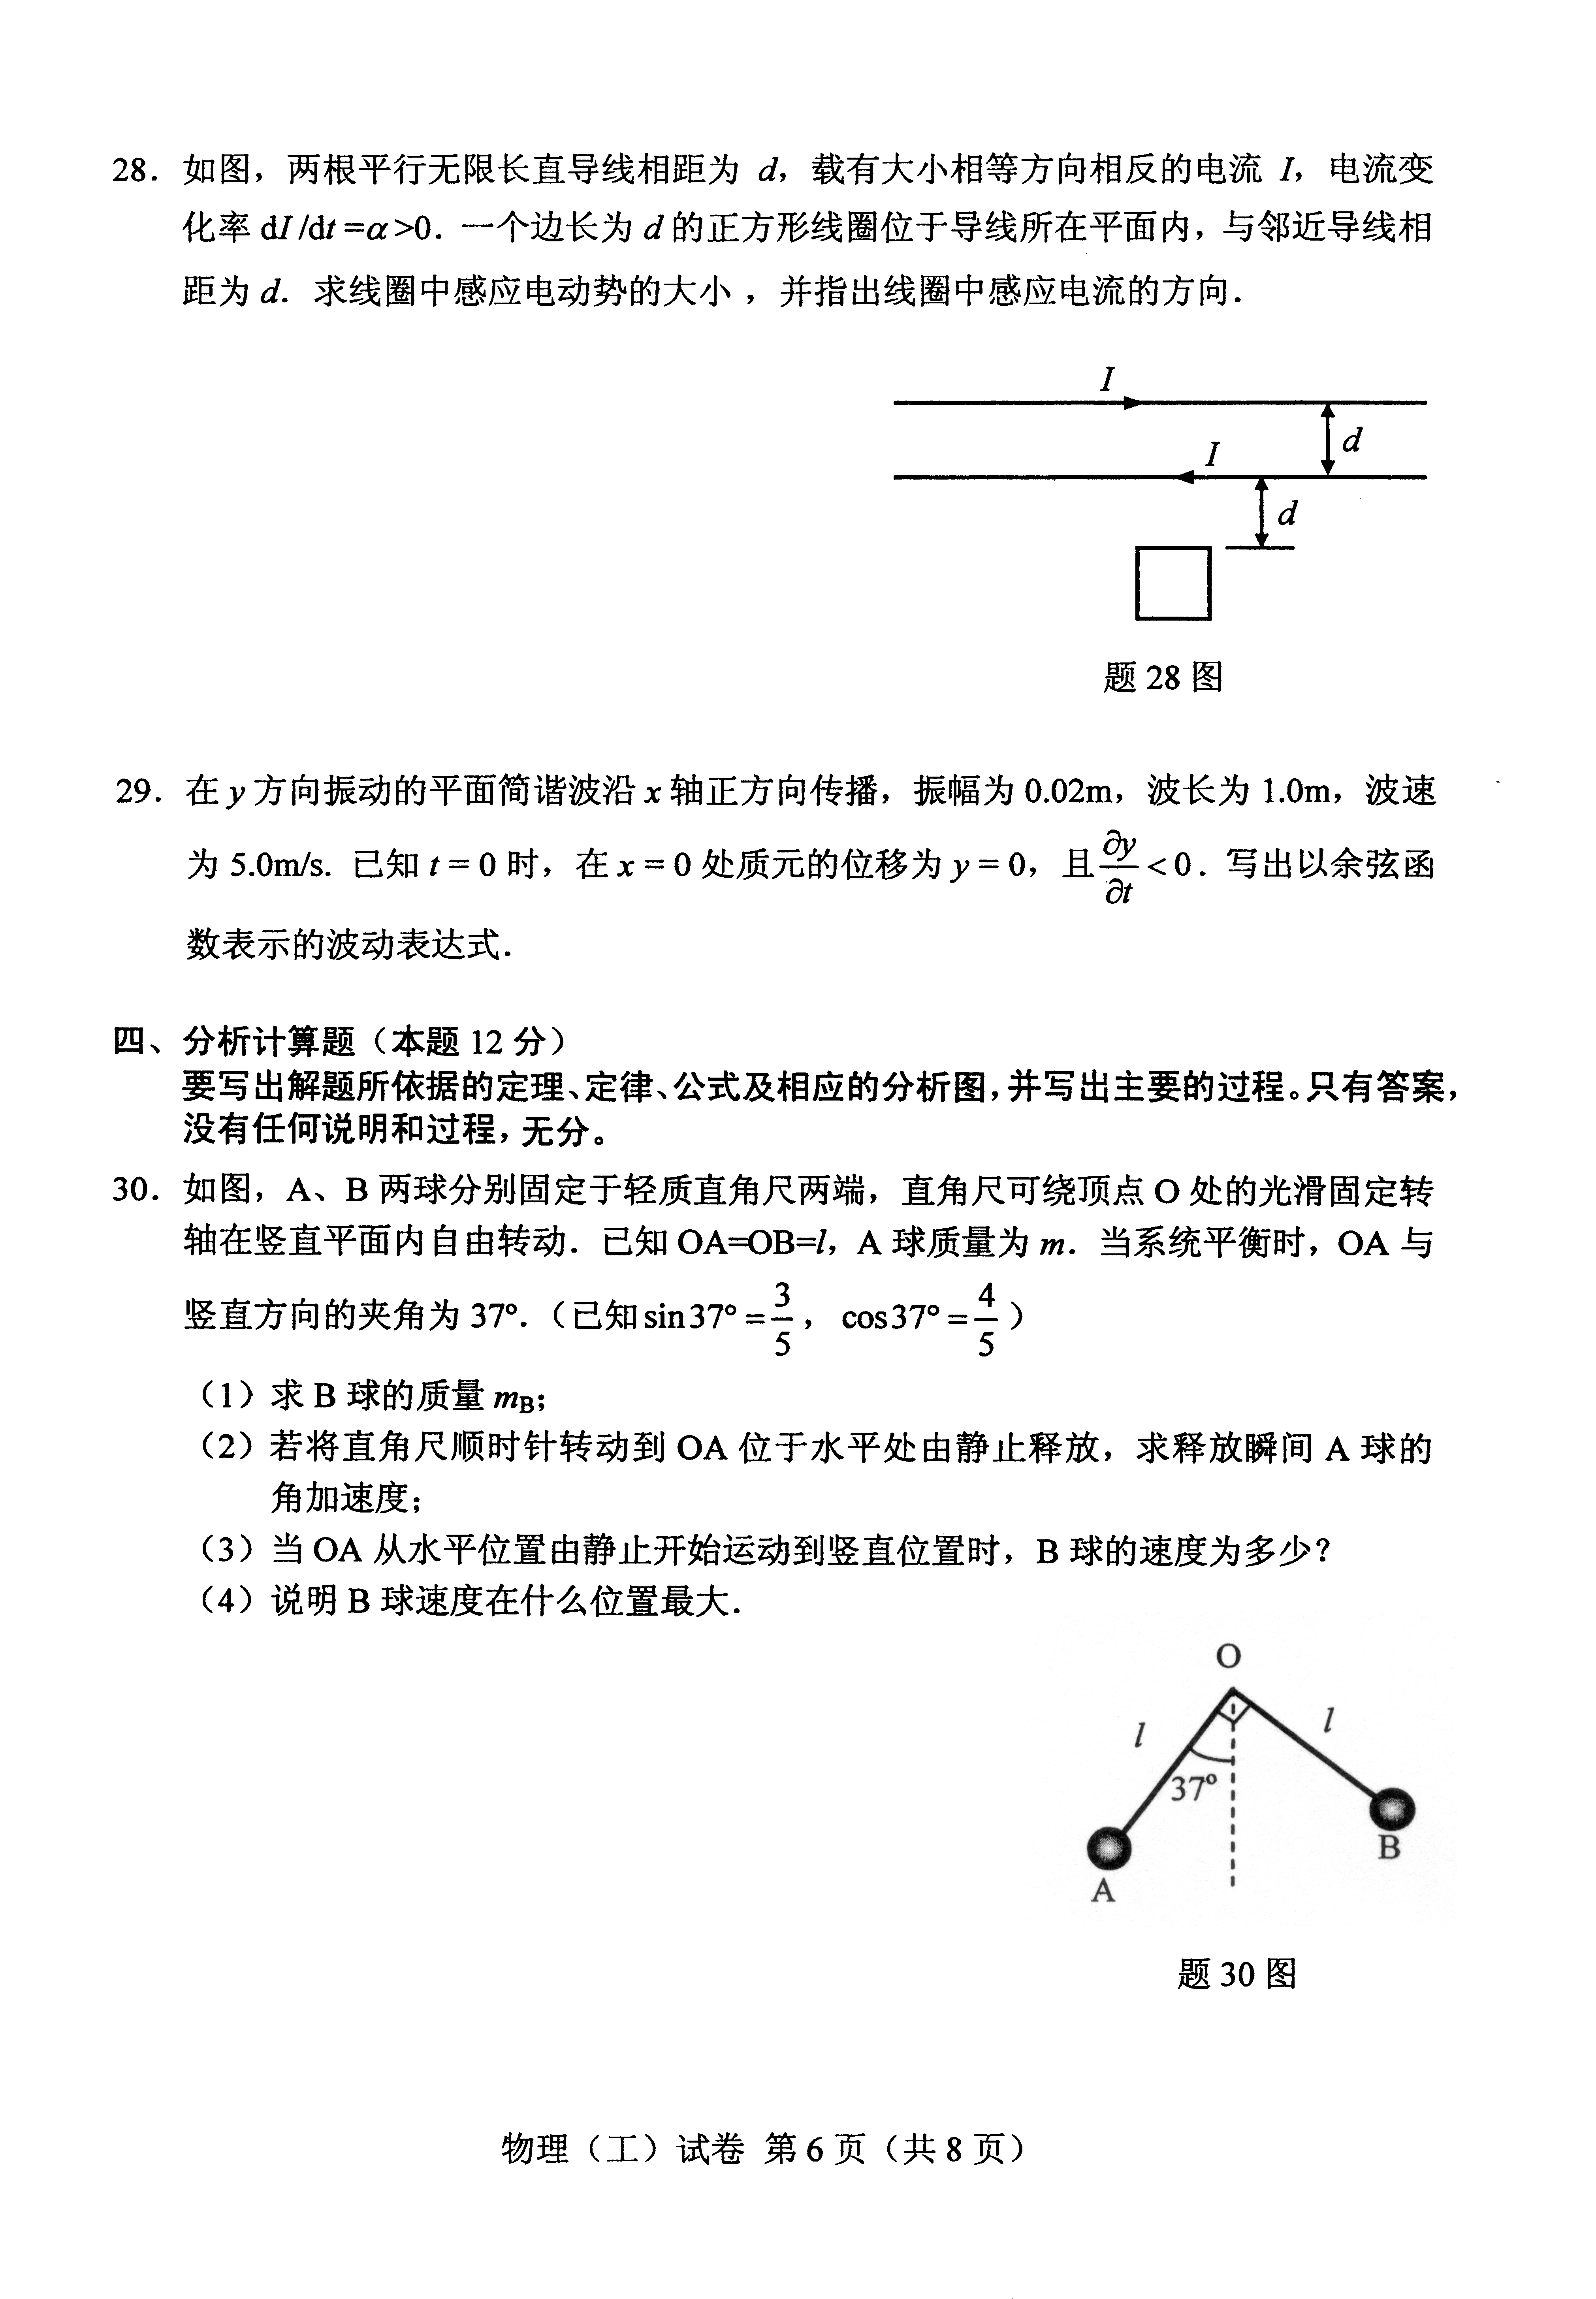 28. 如图，两根平行无限长直导线相距为 d，载有大小相等方向相反的电流 I，电流变
化率 dI/dt=α>0. 一个边长为 d 的正方形线圈位于导线所在平面内，与邻近导线相
距为 d. 求线圈中感应电动势的大小，并指出线圈中感应电流的方向.
I
d
I
d
题 28 图
29. 在 y 方向振动的平面简谐波沿 x 轴正方向传播，振幅为 0.02m，波长为 1.0m，波速
为 5.0m/s. 已知 t = 0 时，在 x = 0 处质元的位移为 y = 0，且 ∂y/∂t < 0. 写出以余弦函
数表示的波动表达式.
四、分析计算题（本题 12 分）
要写出解题所依据的定理、定律、公式及相应的分析图，并写出主要的过程。只有答案，
没有任何说明和过程，无分。
30. 如图，A、B 两球分别固定于轻质直角尺两端，直角尺可绕顶点 O 处的光滑固定转
轴在竖直平面内自由转动. 已知 OA=OB=l，A 球质量为 m. 当系统平衡时，OA 与
竖直方向的夹角为 37°.（已知 sin37°=3/5，cos37°=4/5）
（1）求 B 球的质量 mB;
（2）若将直角尺顺时针转动到 OA 位于水平处由静止释放，求释放瞬间 A 球的
角加速度;
（3）当 OA 从水平位置由静止开始运动到竖直位置时，B 球的速度为多少?
（4）说明 B 球速度在什么位置最大.
O
l
l
37°
A
B
题 30 图
物理（工）试卷 第 6 页（共 8 页）